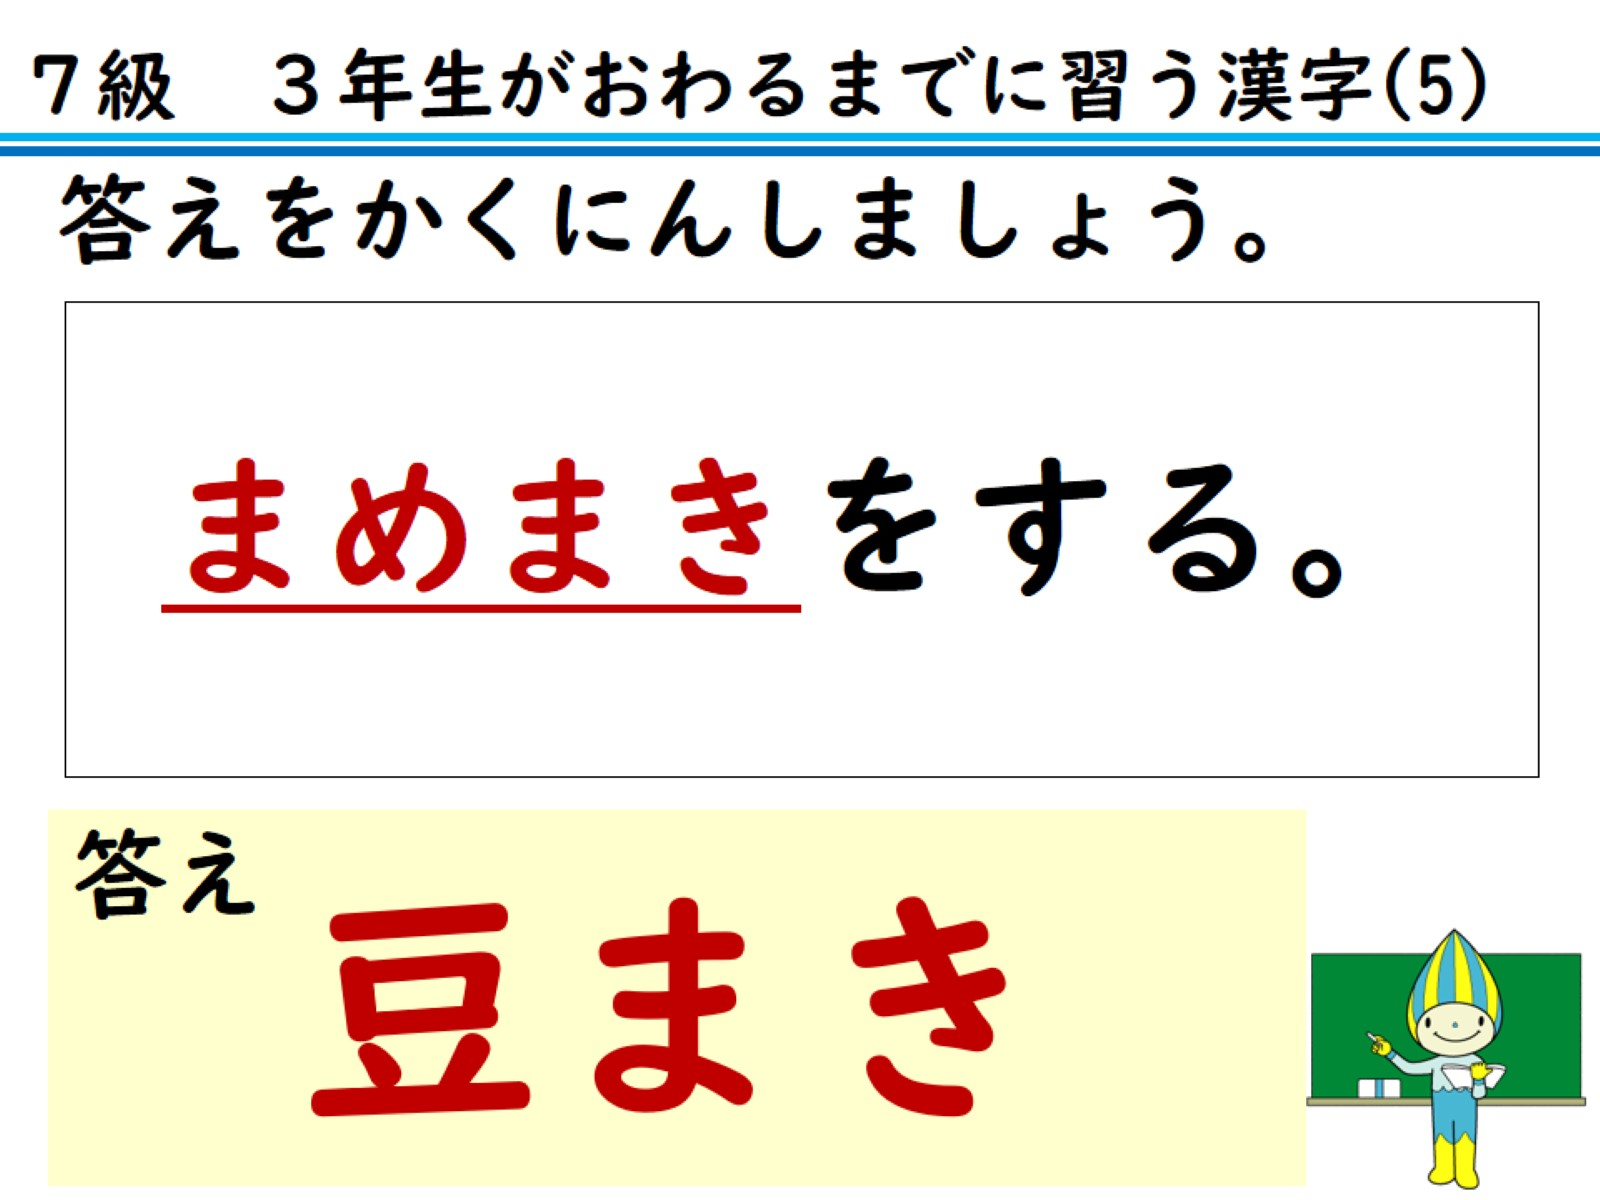 ７級　３年生がおわるまでに習う漢字(5)
答えをかくにんしましょう。
まめまきをする。
答え
豆まき